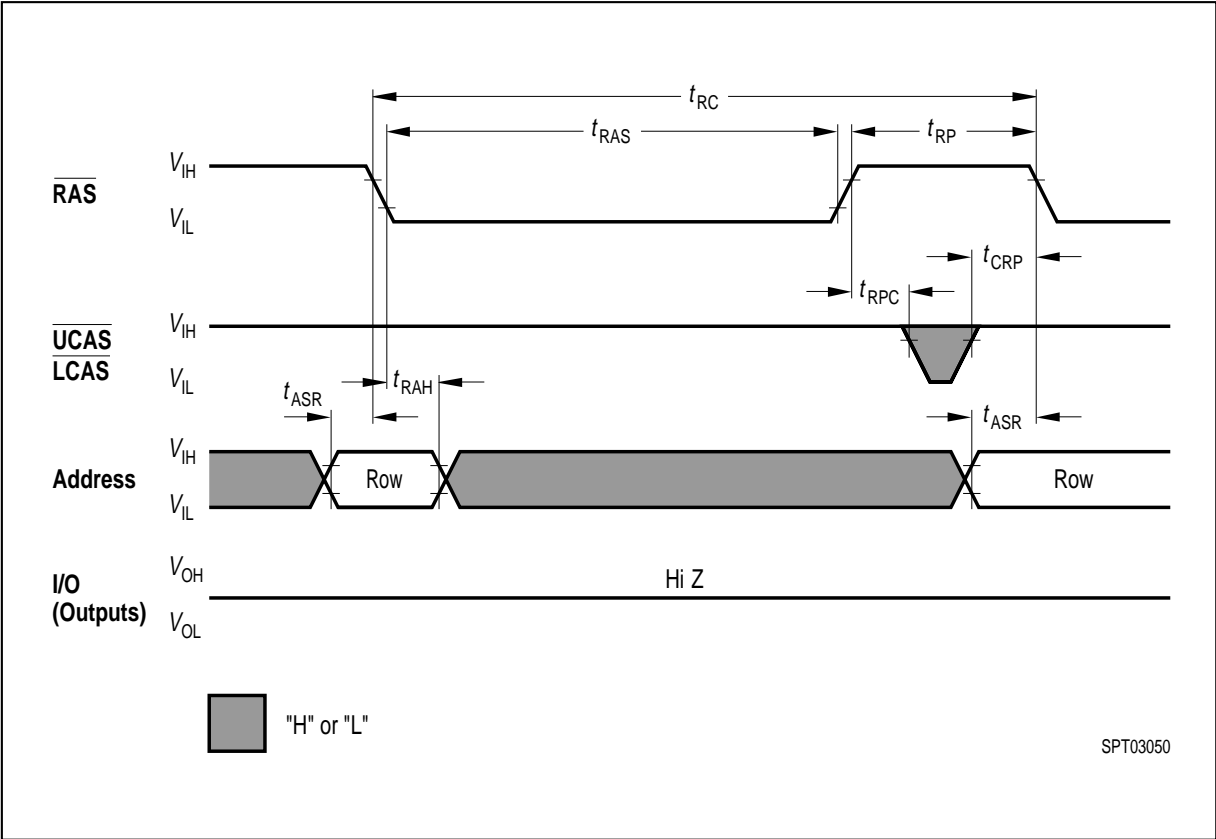 tRC
tRAS
tRP
RAS
VIH
VIL
tCRP
tRPC
UCAS
LCAS
VIH
VIL
tASR
tRAH
tASR
Address
VIH
VIL
Row
Row
I/O
(Outputs)
VOH
VOL
Hi Z
"H" or "L"
SPT03050